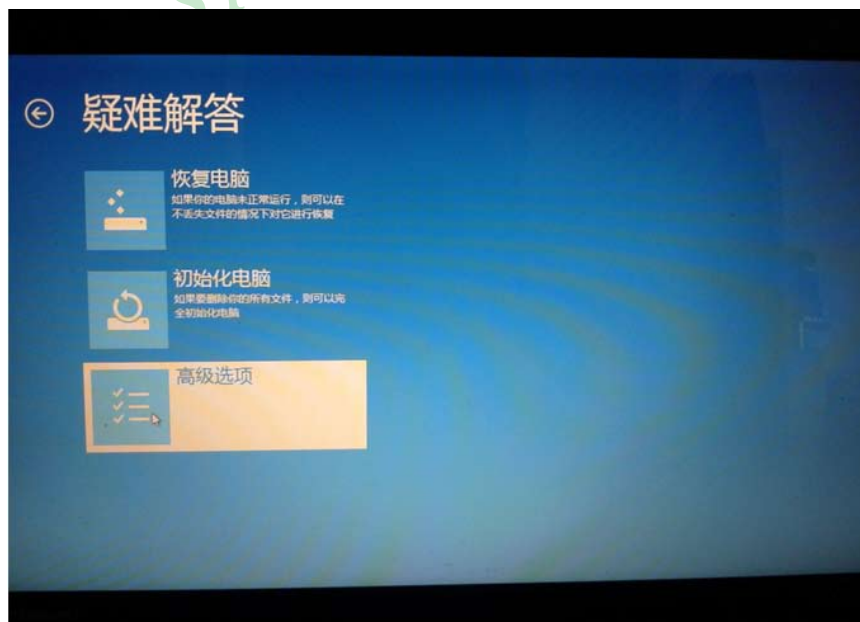 疑难解答
恢复电脑
如果你的电脑未正常运行，则可以在
不丢失文件的情况下对它进行恢复
初始化电脑
如果要删除你的所有文件，则可以完
全初始化电脑
高级选项